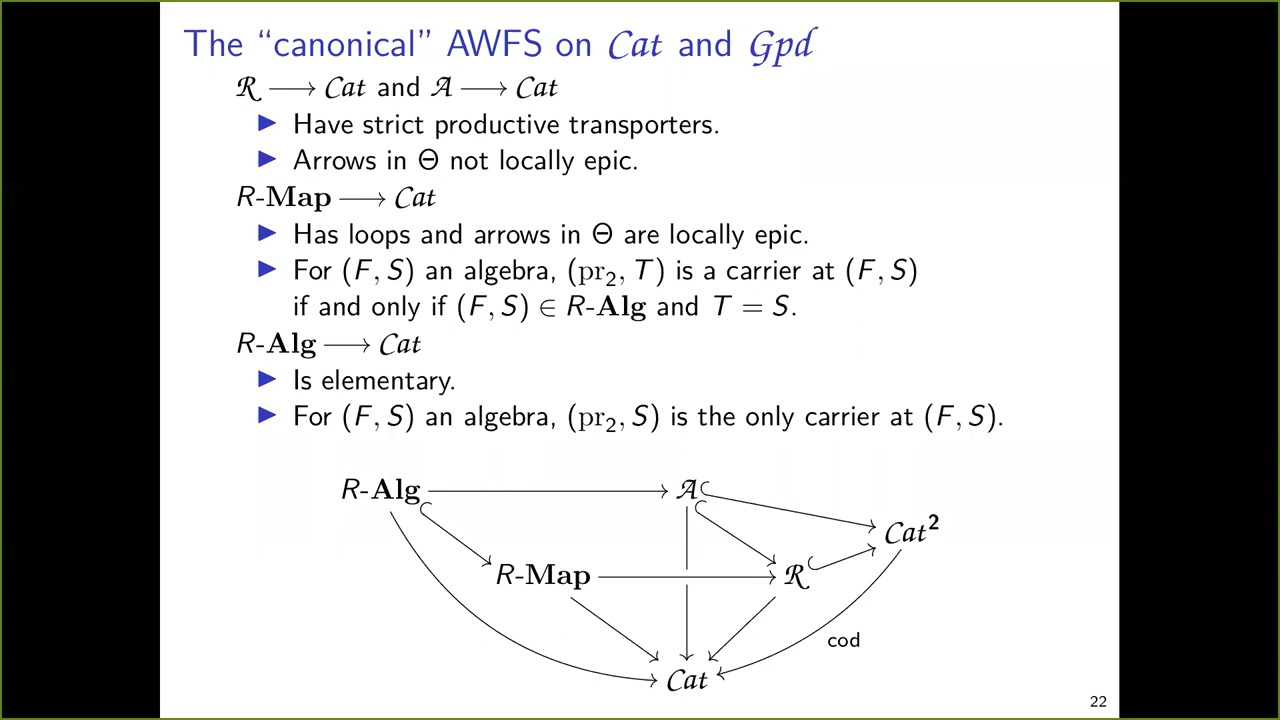 The “canonical” AWFS on Cat and Gpd
R ⟶ Cat and A ⟶ Cat
▶ Have strict productive transporters.
▶ Arrows in Θ not locally epic.
R-Map ⟶ Cat
▶ Has loops and arrows in Θ are locally epic.
▶ For (F, S) an algebra, (pr₂, T) is a carrier at (F, S)
if and only if (F, S) ∈ R-Alg and T = S.
R-Alg ⟶ Cat
▶ Is elementary.
▶ For (F, S) an algebra, (pr₂, S) is the only carrier at (F, S).
R-Alg A
Cat²
R-Map R
cod
Cat
22